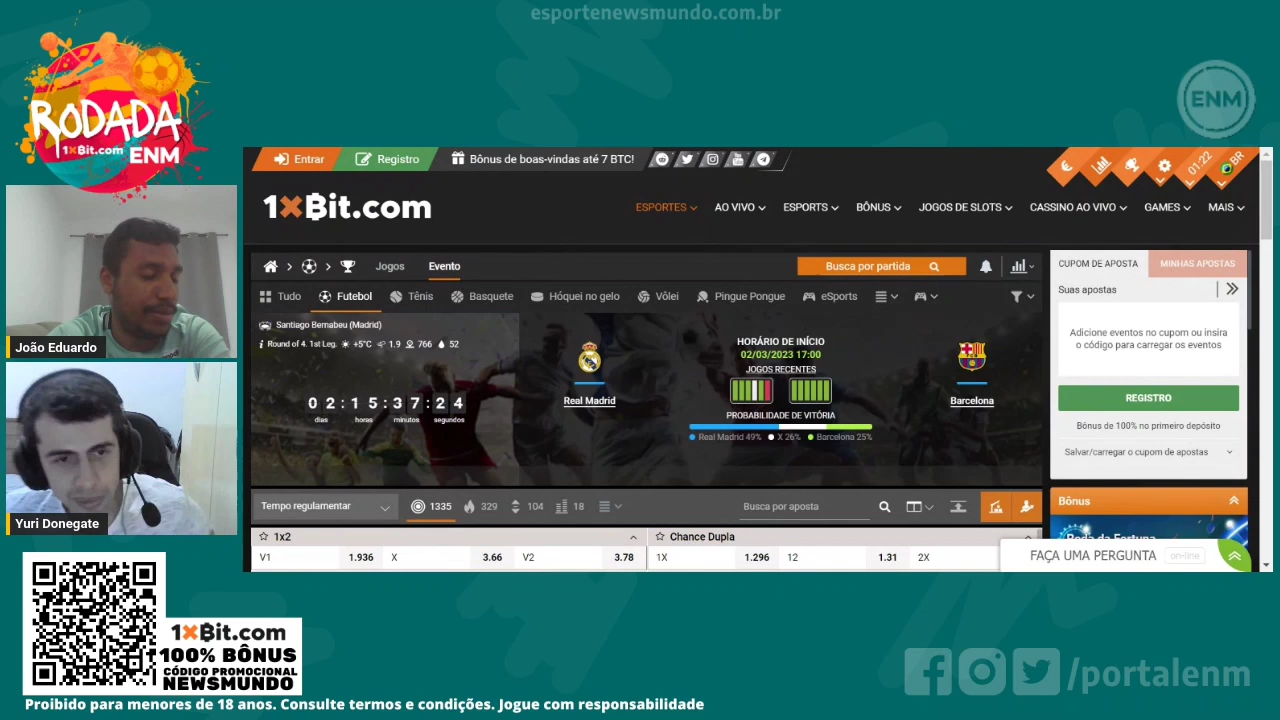 esportenewsmundo.com.br
ENM
RODADA
1xBit.com
ENM
Entrar
Registro
Bônus de boas-vindas até 7 BTC!
01:22
BR
1xBit.com
ESPORTES
AO VIVO
ESPORTS
BÔNUS
JOGOS DE SLOTS
CASSINO AO VIVO
GAMES
MAIS
Jogos
Evento
Busca por partida
CUPOM DE APOSTA
MINHAS APOSTAS
Tudo
Futebol
Tênis
Basquete
Hóquei no gelo
Vôlei
Pingue Pongue
eSports
Suas apostas
Santiago Bernabeu (Madrid)
Round of 4. 1st Leg. +5°C 1.9 766 52
HORÁRIO DE INÍCIO
02/03/2023 17:00
JOGOS RECENTES
Adicione eventos no cupom ou insira
o código para carregar os eventos
João Eduardo
02:15:37:24
dias horas minutos segundos
Real Madrid
Barcelona
REGISTRO
PROBABILIDADE DE VITÓRIA
Real Madrid 49% X 26% Barcelona 25%
Bônus de 100% no primeiro depósito
Salvar/carregar o cupom de apostas
Tempo regulamentar
1335
329
104
18
Busca por aposta
Bônus
Roda da Fortuna
Yuri Donegate
1x2
Chance Dupla
V1 1.936 X 3.66 V2 3.78
1X 1.296 12 1.31 2X
FAÇA UMA PERGUNTA on-line
1xBit.com
100% BÔNUS
CÓDIGO PROMOCIONAL
NEWSMUNDO
/portalenm
Proibido para menores de 18 anos. Consulte termos e condições. Jogue com responsabilidade